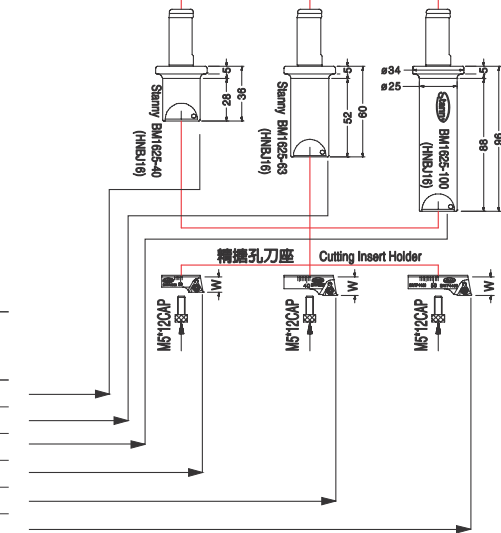 5
28
36
Stanny BM1625-40
(HNBJ16)
5
52
60
Stanny BM1625-63
(HNBJ16)
ø34
ø25
5
88
96
Stanny
BM1625-100
(HNBJ16)
精搪孔刀座 Cutting Insert Holder
W
W
W
M5*12CAP
M5*12CAP
M5*12CAP